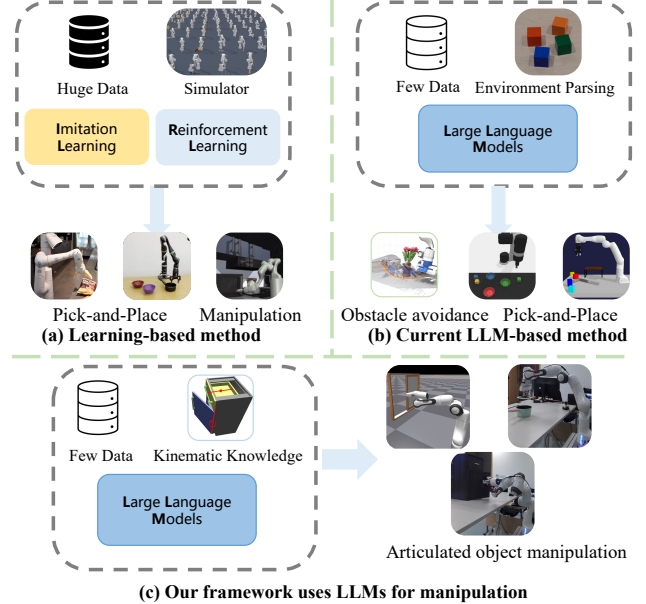 Huge Data
Simulator
Imitation
Learning
Reinforcement
Learning
Pick-and-Place
Manipulation
(a) Learning-based method
Few Data
Environment Parsing
Large Language
Models
Obstacle avoidance
Pick-and-Place
(b) Current LLM-based method
Few Data
Kinematic Knowledge
Large Language
Models
Articulated object manipulation
(c) Our framework uses LLMs for manipulation